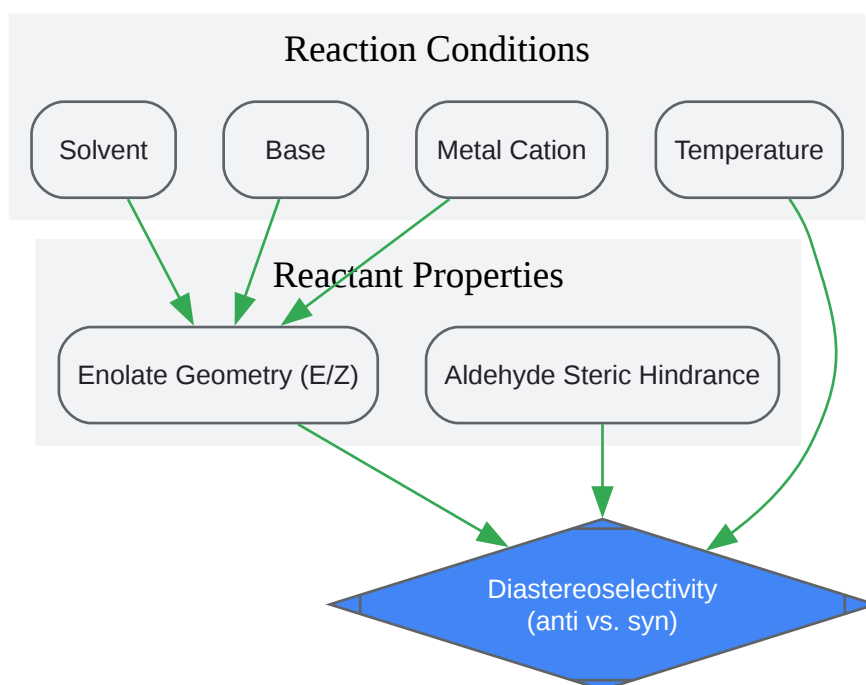 Reaction Conditions
Solvent
Base
Metal Cation
Temperature
Reactant Properties
Enolate Geometry (E/Z)
Aldehyde Steric Hindrance
Diastereoselectivity
(anti vs. syn)